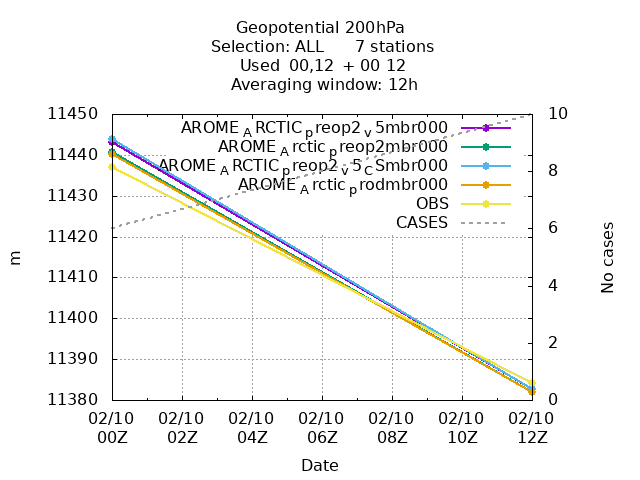 Geopotential 200hPa
Selection: ALL 7 stations
Used 00,12 + 00 12
Averaging window: 12h
11450
11440
11430
11420
11410
11400
11390
11380
m
10
8
6
4
2
0
No cases
AROME_ARCTIC_preop2_v5mbr000
AROME_Arctic_preop2mbr000
AROME_ARCTIC_preop2_v5_CSmbr000
AROME_Arctic_prodmbr000
OBS
CASES
02/10 02/10 02/10 02/10 02/10 02/10 02/10
00Z 02Z 04Z 06Z 08Z 10Z 12Z
Date